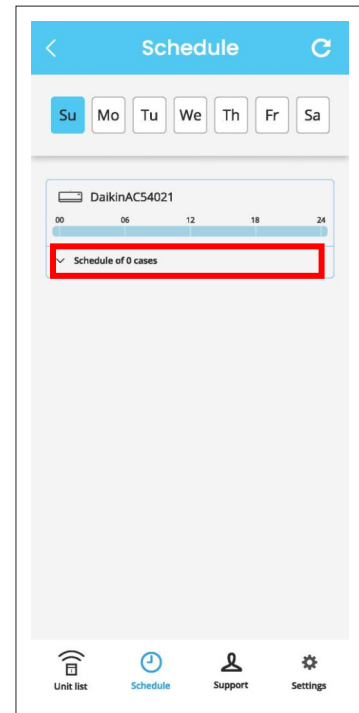 Schedule
Su Mo Tu We Th Fr Sa
DaikinAC54021
00 06 12 18 24
Schedule of 0 cases
Unit list Schedule Support Settings